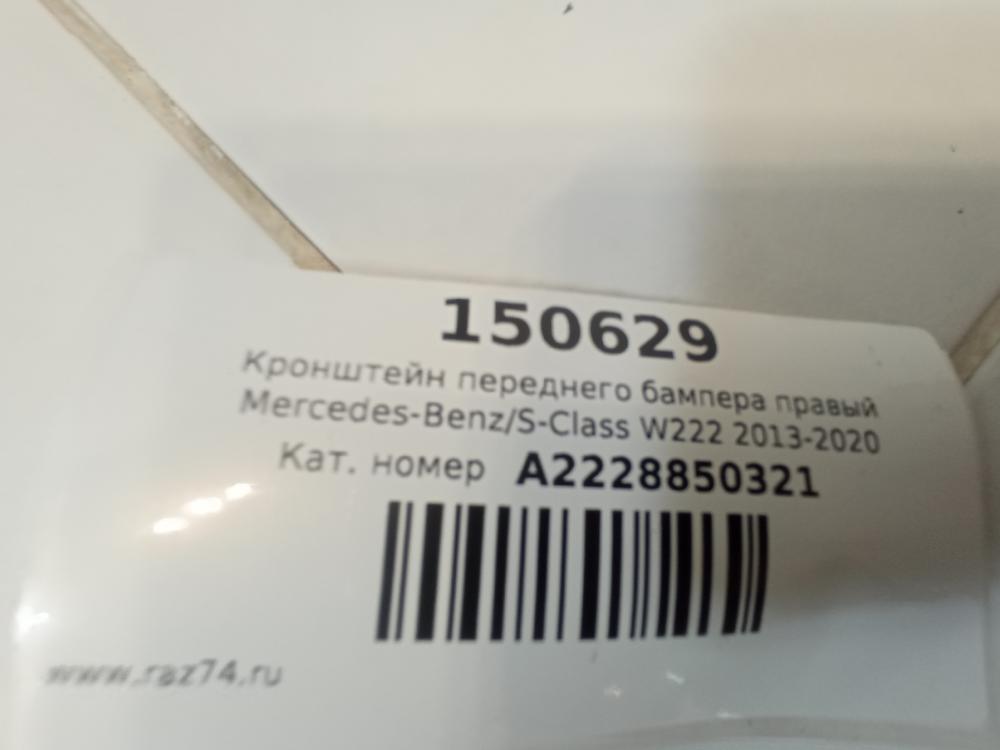 150629
Кронштейн переднего бампера правый
Mercedes-Benz/S-Class W222 2013-2020
Кат. номер A2228850321
www.raz74.ru